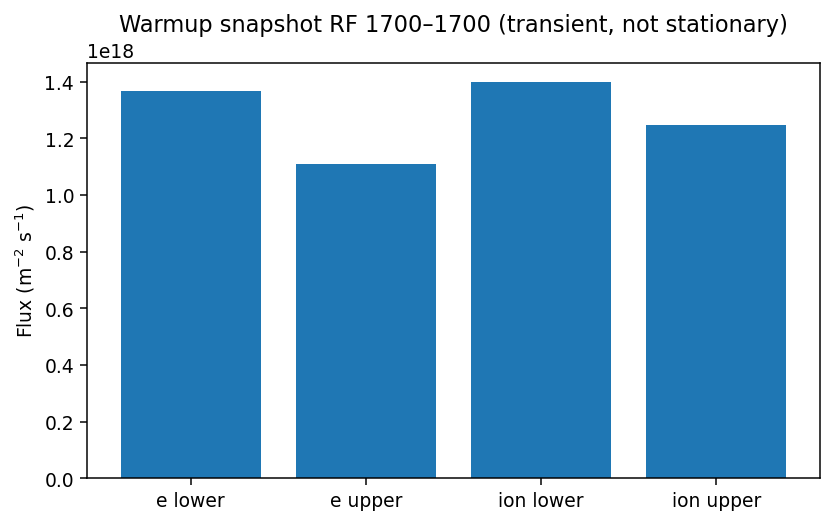 Warmup snapshot RF 1700–1700 (transient, not stationary)
1e18
1.4
1.2
1.0
0.8
0.6
0.4
0.2
0.0
Flux (m⁻² s⁻¹)
e lower e upper ion lower ion upper